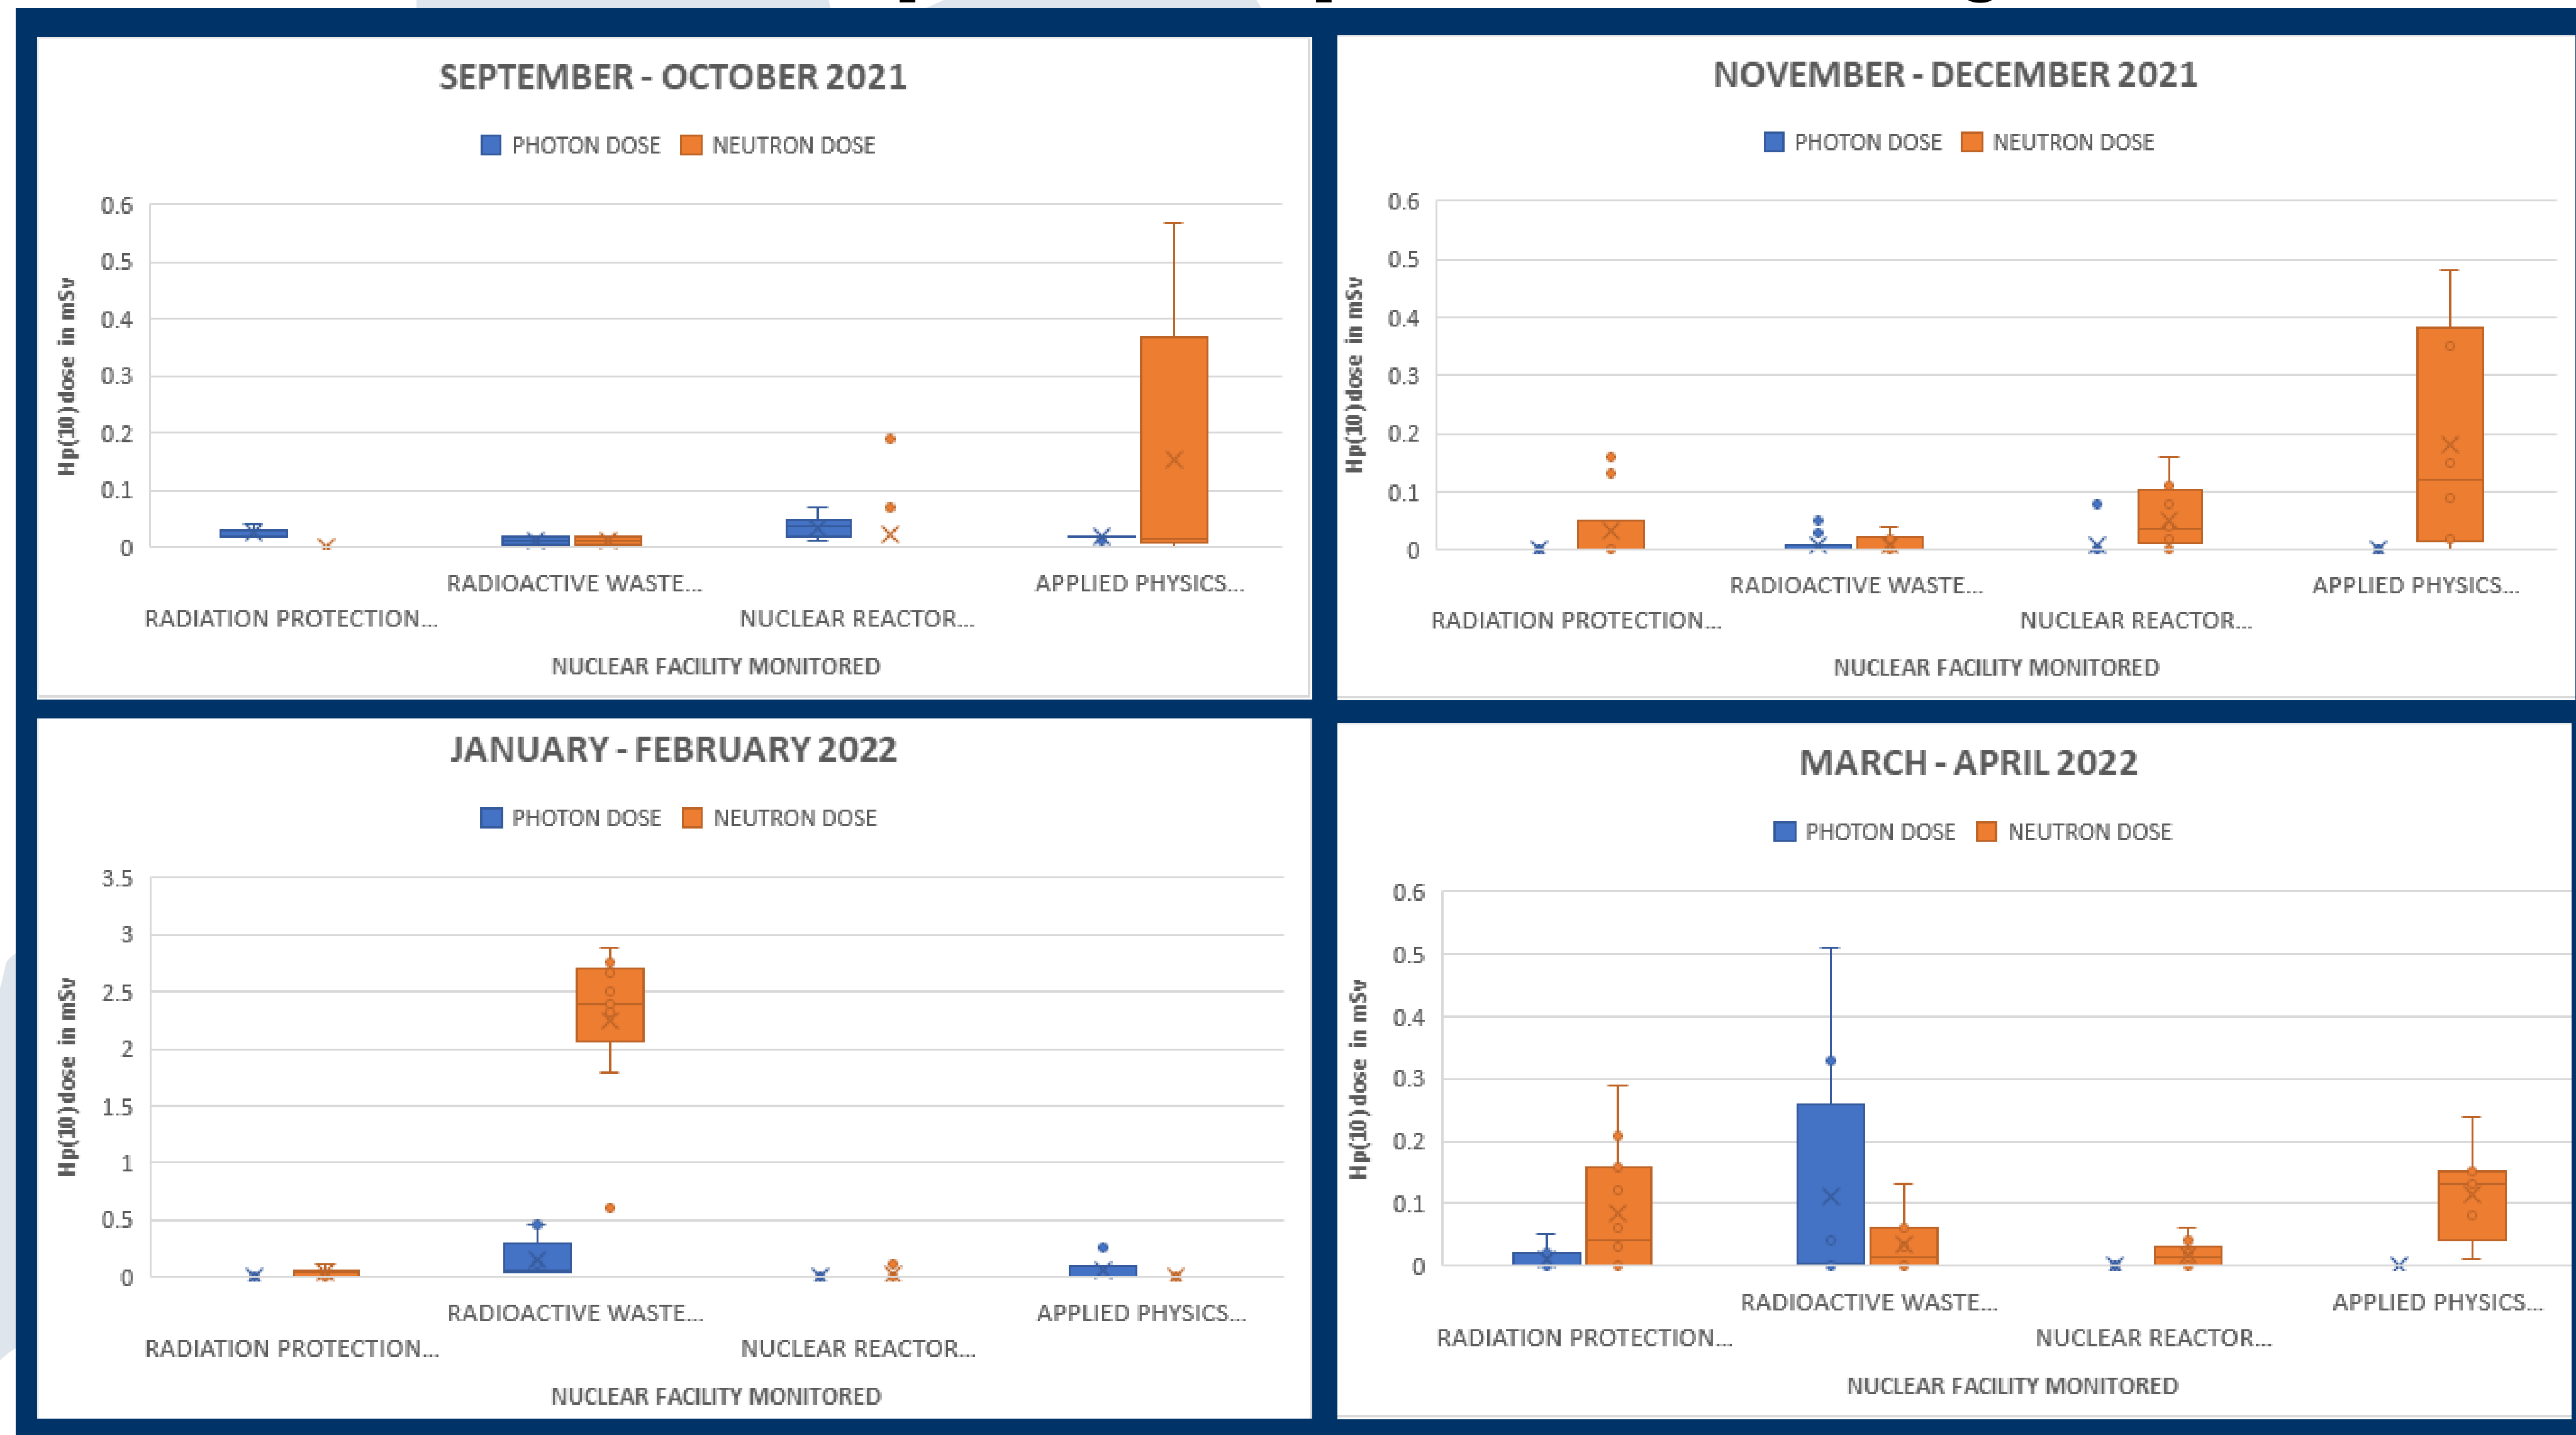 SEPTEMBER - OCTOBER 2021
PHOTON DOSE NEUTRON DOSE
Hp(10)dose in mSv
0.6
0.5
0.4
0.3
0.2
0.1
0
RADIOACTIVE WASTE... APPLIED PHYSICS...
RADIATION PROTECTION... NUCLEAR REACTOR...
NUCLEAR FACILITY MONITORED
NOVEMBER - DECEMBER 2021
PHOTON DOSE NEUTRON DOSE
Hp(10)dose in mSv
0.6
0.5
0.4
0.3
0.2
0.1
0
RADIOACTIVE WASTE... APPLIED PHYSICS...
RADIATION PROTECTION... NUCLEAR REACTOR...
NUCLEAR FACILITY MONITORED
JANUARY - FEBRUARY 2022
PHOTON DOSE NEUTRON DOSE
Hp(10)dose in mSv
3.5
3
2.5
2
1.5
1
0.5
0
RADIOACTIVE WASTE... APPLIED PHYSICS...
RADIATION PROTECTION... NUCLEAR REACTOR...
NUCLEAR FACILITY MONITORED
MARCH - APRIL 2022
PHOTON DOSE NEUTRON DOSE
Hp(10)dose in mSv
0.6
0.5
0.4
0.3
0.2
0.1
0
RADIOACTIVE WASTE... APPLIED PHYSICS...
RADIATION PROTECTION... NUCLEAR REACTOR...
NUCLEAR FACILITY MONITORED